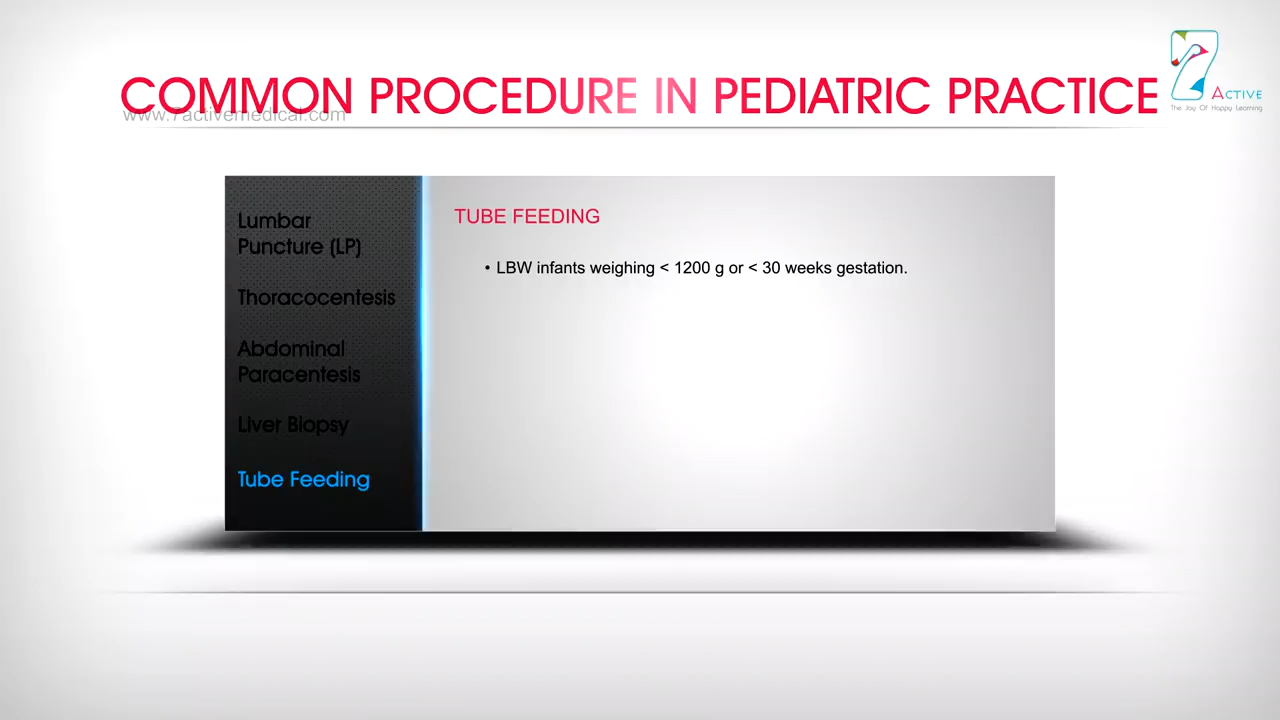 COMMON PROCEDURE IN PEDIATRIC PRACTICE
www.7activemedical.com
7 ACTIVE
The Joy Of Happy Learning
Lumbar
Puncture (LP)
Thoracocentesis
Abdominal
Paracentesis
Liver Biopsy
Tube Feeding
TUBE FEEDING
• LBW infants weighing < 1200 g or < 30 weeks gestation.